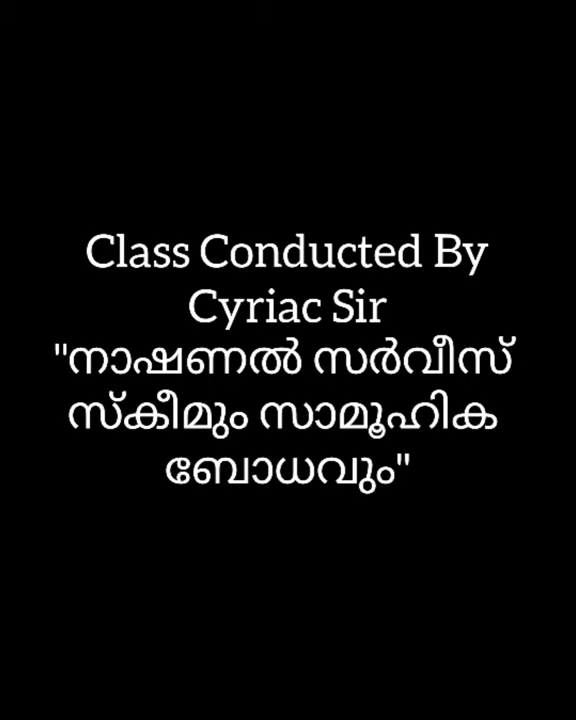 Class Conducted By
Cyriac Sir
"നാഷണൽ സർവീസ്
സ്കീമും സാമൂഹിക
ബോധവും"